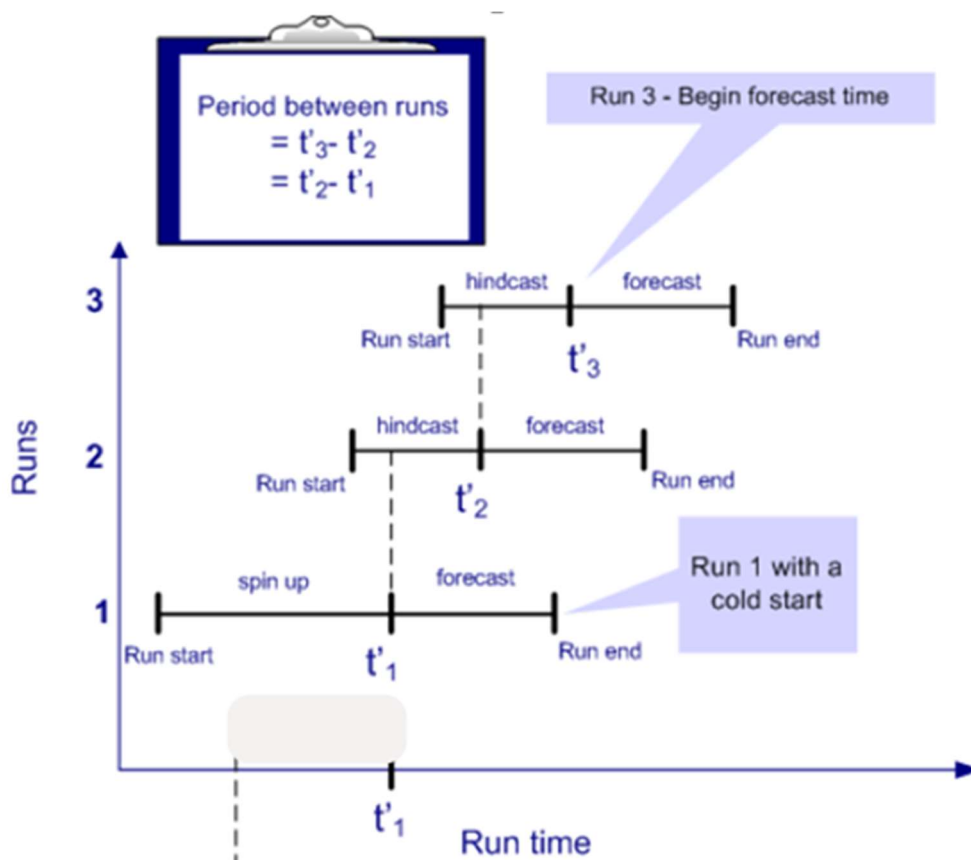 Period between runs
= t'₃- t'₂
= t'₂- t'₁
Run 3 - Begin forecast time
3
hindcast
forecast
Run start
t'₃
Run end
2
hindcast
forecast
Run start
t'₂
Run end
Runs
1
spin up
forecast
Run 1 with a
cold start
Run start
t'₁
Run end
t'₁
Run time